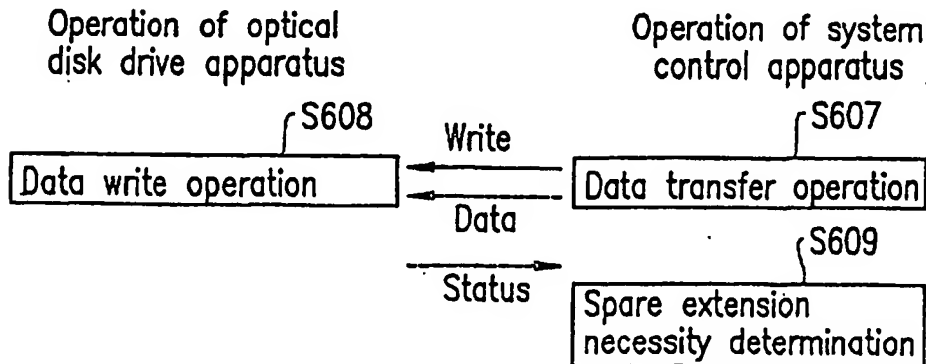 Operation of optical
disk drive apparatus
Operation of system
control apparatus
S608
Write
S607
Data write operation
Data transfer operation
Data
S609
Status
Spare extension
necessity determination